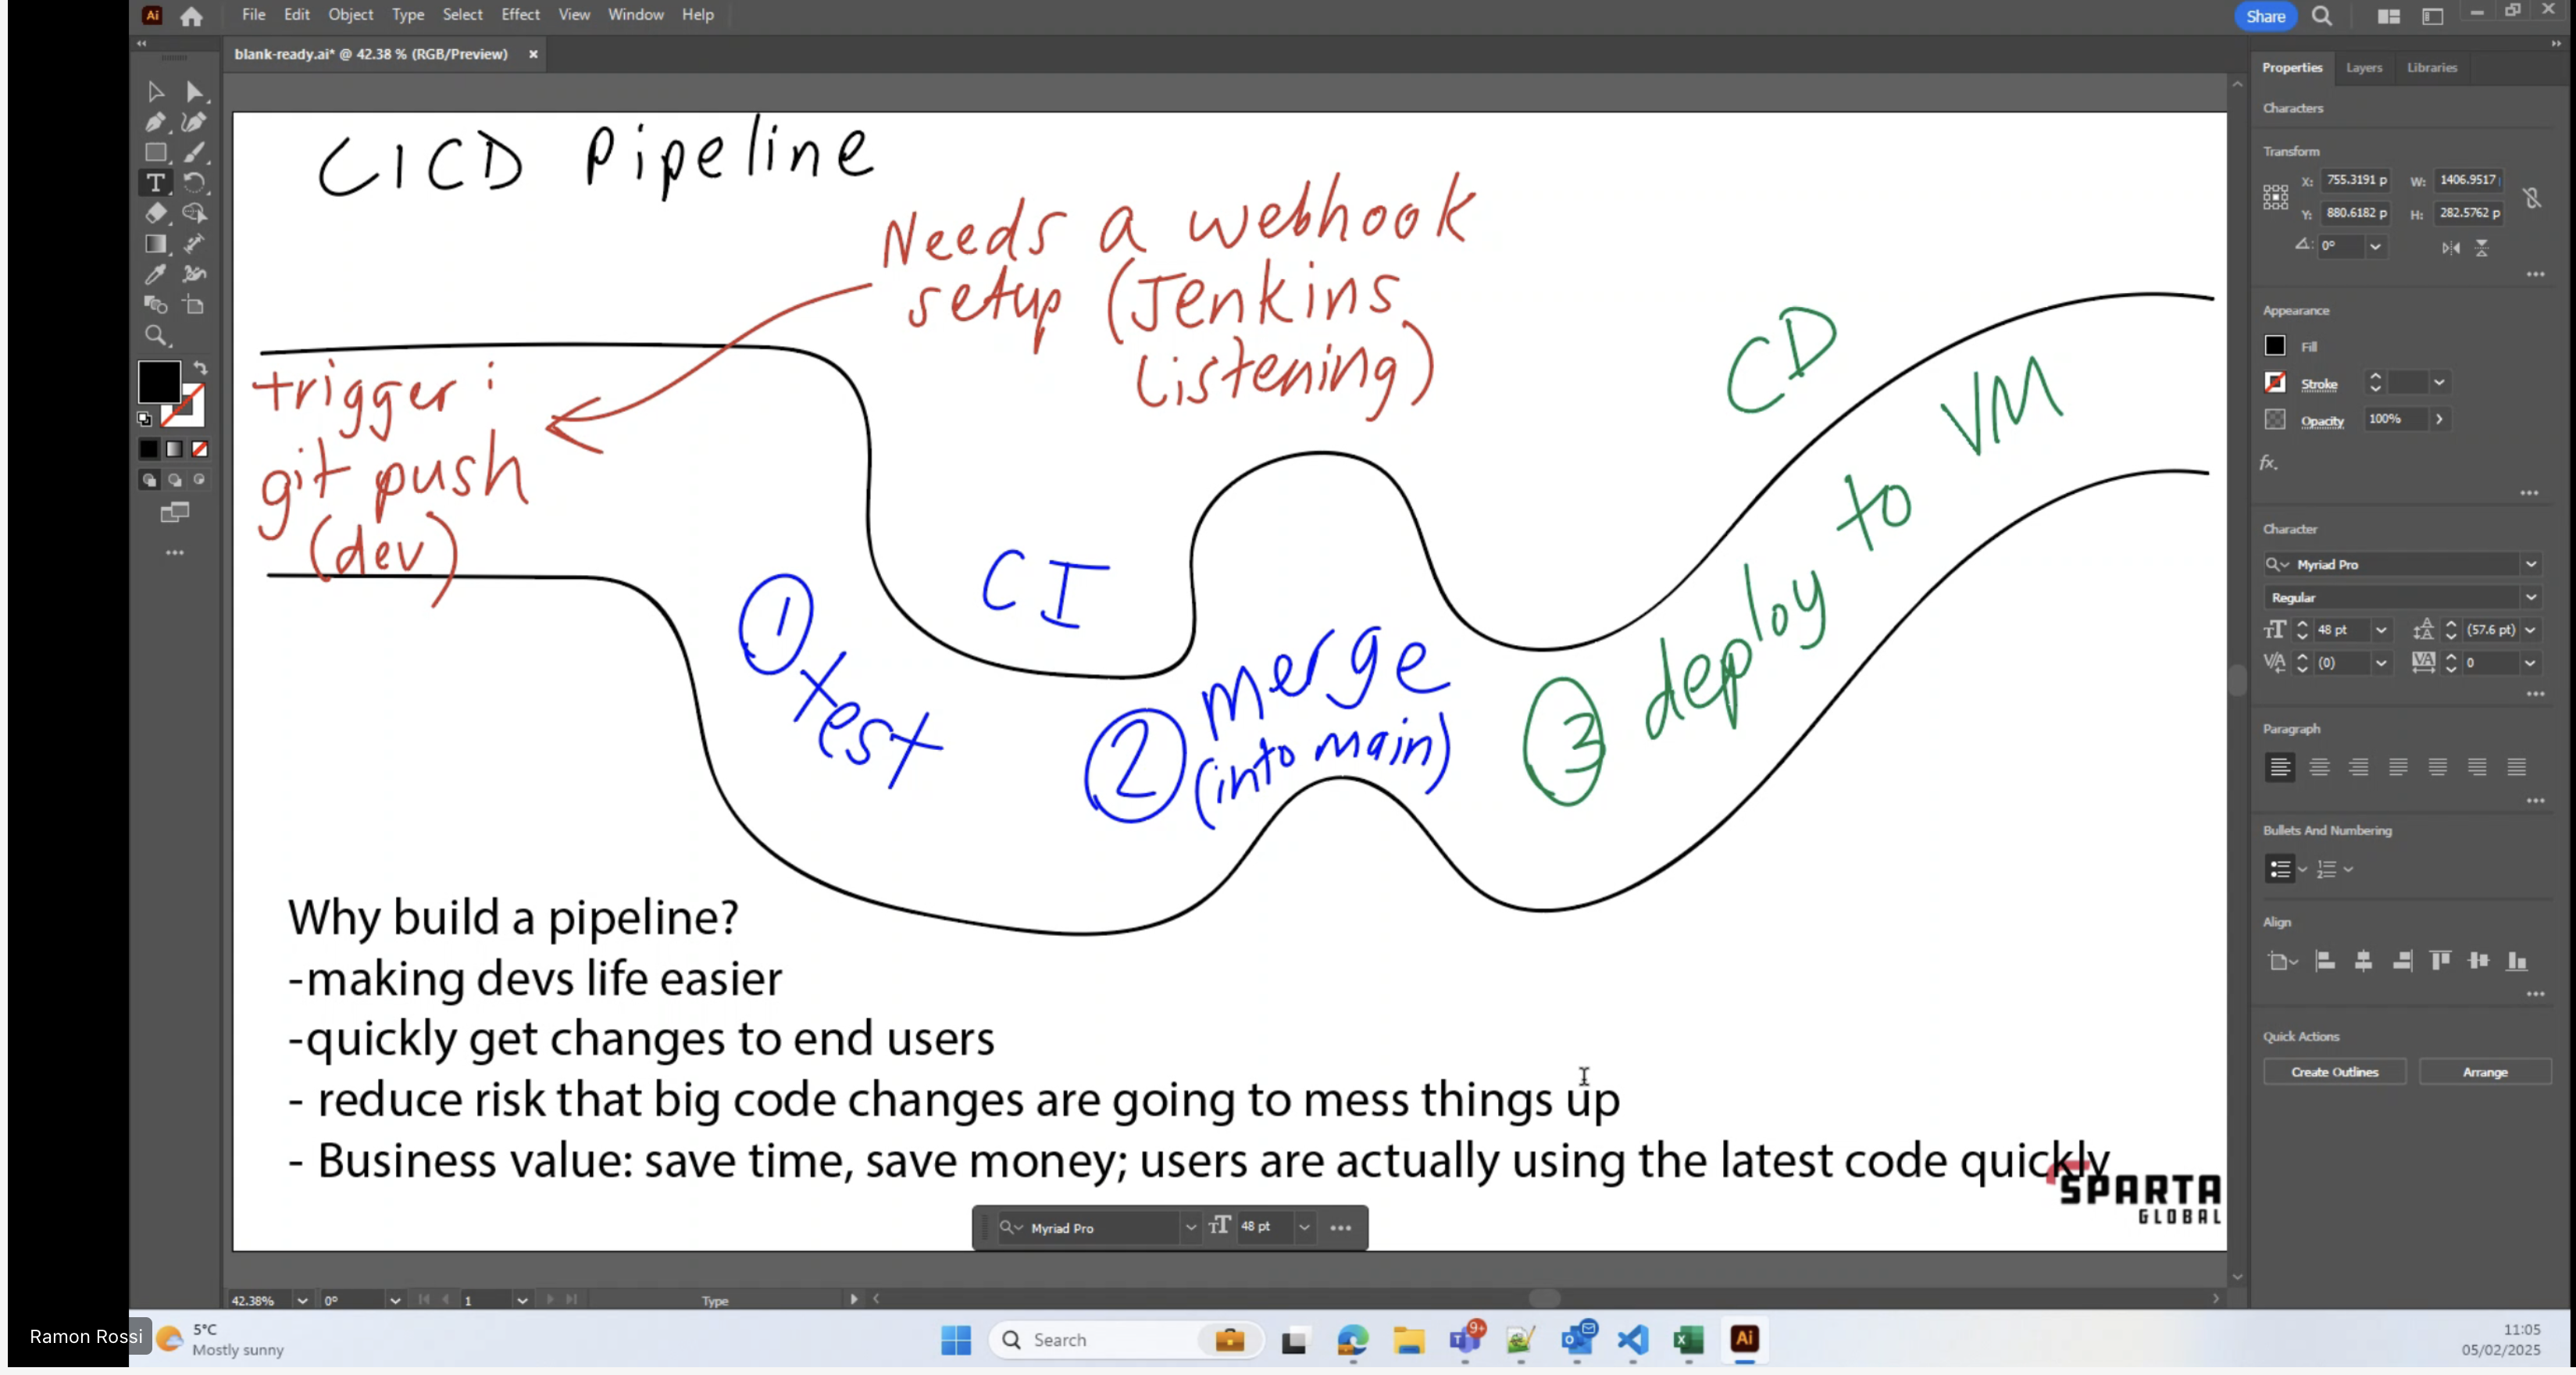 File Edit Object Type Select Effect View Window Help
Share
blank-ready.ai* @ 42.38 % (RGB/Preview) ×
CICD Pipeline
Needs a webhook
setup (Jenkins
Listening)
trigger:
git push
(dev)
CI
① test
② merge
(into main)
CD
③ deploy to VM
Why build a pipeline?
-making devs life easier
-quickly get changes to end users
- reduce risk that big code changes are going to mess things up
- Business value: save time, save money; users are actually using the latest code quickly
SPARTA
GLOBAL
Myriad Pro 48 pt
42.38% 0° 1 Type
Properties Layers Libraries
Characters
Transform
X: 755.3191 p W: 1406.9517
Y: 880.6182 p H: 282.5762 p
0°
Appearance
Fill
Stroke
Opacity 100%
fx.
Character
Myriad Pro
Regular
48 pt (57.6 pt)
(0) 0
Paragraph
Bullets And Numbering
Align
Quick Actions
Create Outlines Arrange
Ramon Rossi
5°C
Mostly sunny
Search
9+
11:05
05/02/2025